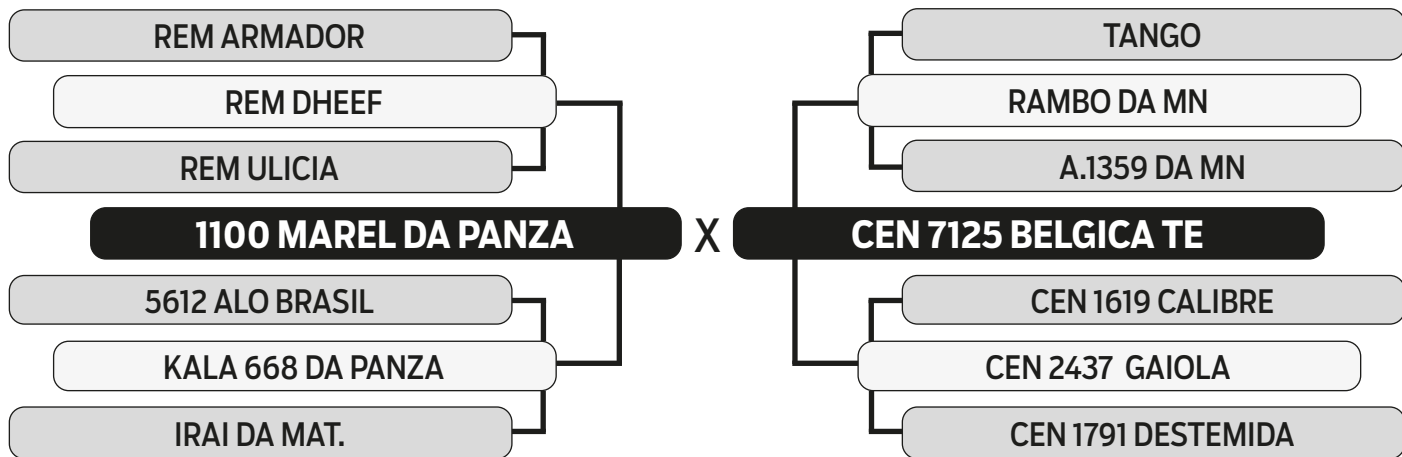 REM ARMADOR
TANGO
REM DHEEF
RAMBO DA MN
REM ULICIA
A.1359 DA MN
1100 MAREL DA PANZA X CEN 7125 BELGICA TE
5612 ALO BRASIL
CEN 1619 CALIBRE
KALA 668 DA PANZA
CEN 2437 GAIOLA
IRAI DA MAT.
CEN 1791 DESTEMIDA